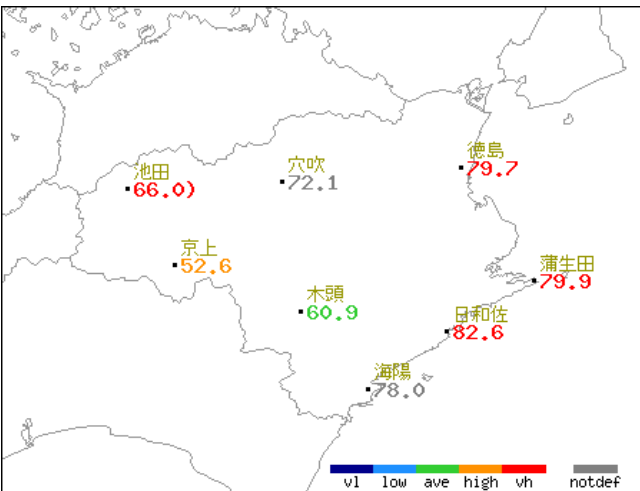 徳島
79.7
穴吹
72.1
池田
66.0)
京上
52.6
蒲生田
79.9
木頭
60.9
日和佐
82.6
海陽
78.0
vl low ave high vh notdef